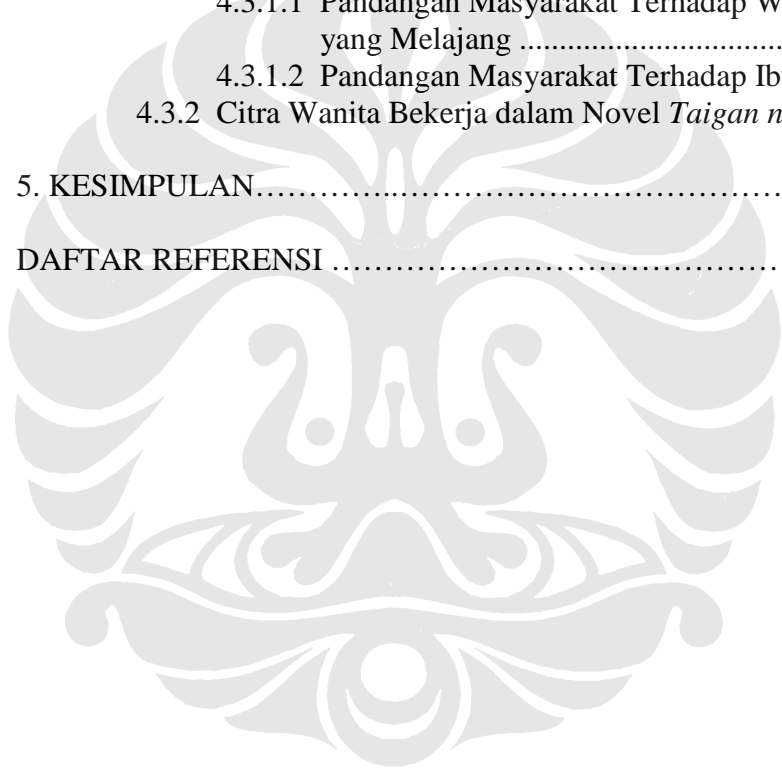 4.3.1.1 Pandangan Masyarakat Terhadap
yang Melajang ................................
4.3.1.2 Pandangan Masyarakat Terhadap
4.3.2 Citra Wanita Bekerja dalam Novel Taigan
5. KESIMPULAN…………...………………………………
DAFTAR REFERENSI ……………………………………